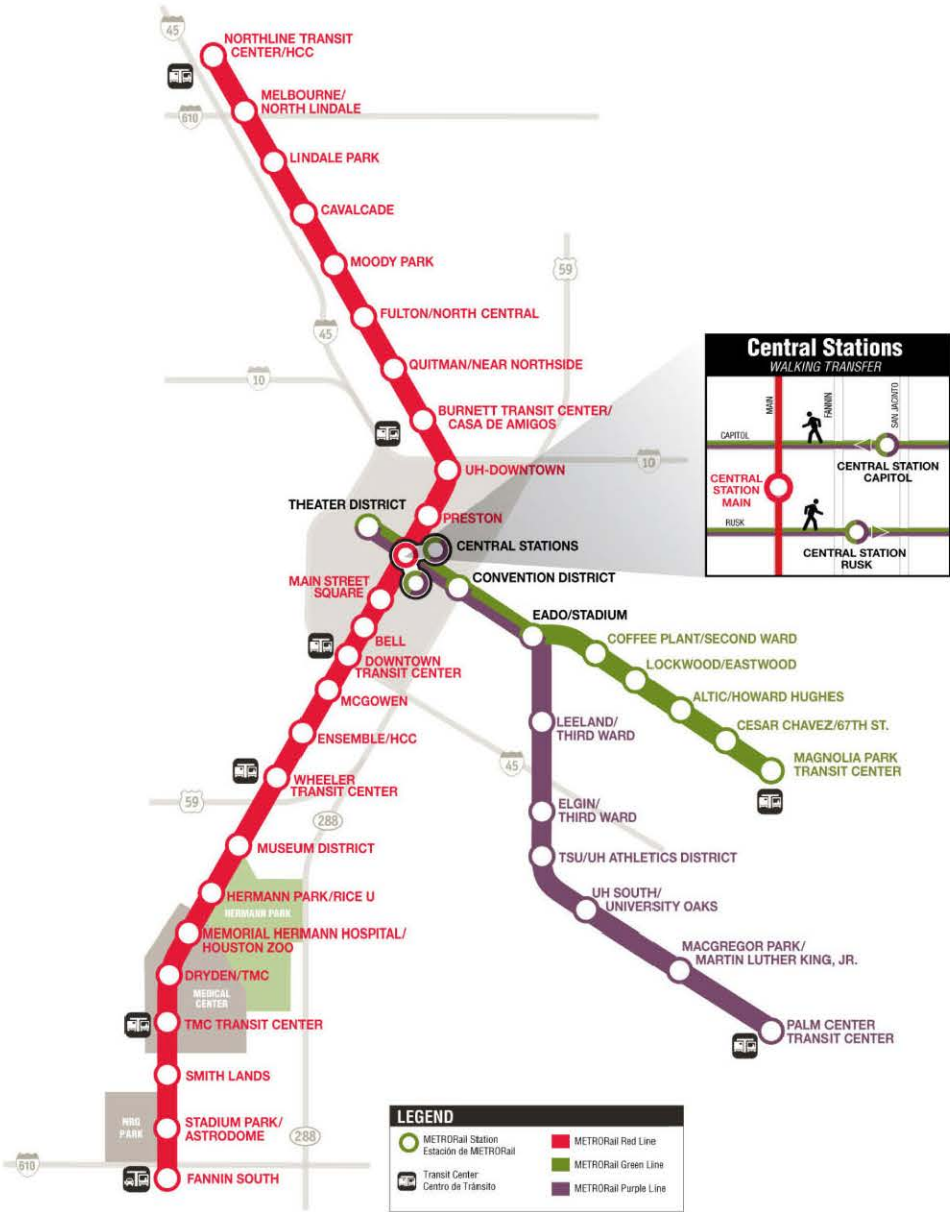 45
NORTHLINE TRANSIT
CENTER/HCC
MELBOURNE/
NORTH LINDALE
610
LINDALE PARK
CAVALCADE
MOODY PARK
59
FULTON/NORTH CENTRAL
45
QUITMAN/NEAR NORTHSIDE
10
BURNETT TRANSIT CENTER/
CASA DE AMIGOS
UH-DOWNTOWN
10
THEATER DISTRICT
PRESTON
CENTRAL STATIONS
CONVENTION DISTRICT
MAIN STREET
SQUARE
EADO/STADIUM
BELL
DOWNTOWN
TRANSIT CENTER
COFFEE PLANT/SECOND WARD
LOCKWOOD/EASTWOOD
ALTIC/HOWARD HUGHES
CESAR CHAVEZ/67TH ST.
MAGNOLIA PARK
TRANSIT CENTER
MCGOWEN
LEELAND/
THIRD WARD
ENSEMBLE/HCC
45
WHEELER
TRANSIT CENTER
59
288
ELGIN/
THIRD WARD
MUSEUM DISTRICT
TSU/UH ATHLETICS DISTRICT
HERMANN PARK/RICE U
HERMANN PARK
UH SOUTH/
UNIVERSITY OAKS
MEMORIAL HERMANN HOSPITAL/
HOUSTON ZOO
MACGREGOR PARK/
MARTIN LUTHER KING, JR.
DRYDEN/TMC
MEDICAL
CENTER
TMC TRANSIT CENTER
PALM CENTER
TRANSIT CENTER
SMITH LANDS
NRG
PARK
STADIUM PARK/
ASTRODOME
288
610
FANNIN SOUTH
Central Stations
WALKING TRANSFER
MAIN
FANNIN
SAN JACINTO
CAPITOL
CENTRAL STATION
CAPITOL
CENTRAL
STATION
MAIN
RUSK
CENTRAL STATION
RUSK
LEGEND
METRORail Station
Estación de METRORail
Transit Center
Centro de Tránsito
METRORail Red Line
METRORail Green Line
METRORail Purple Line